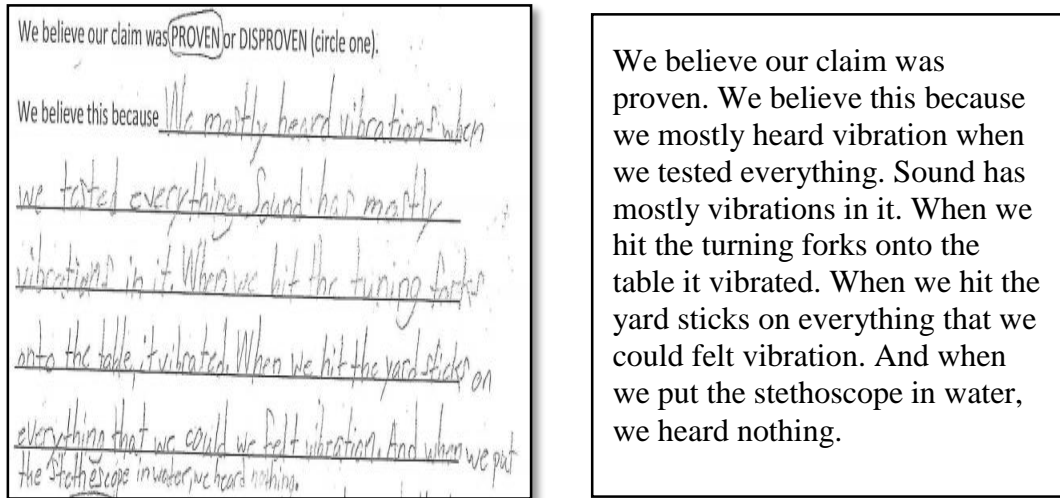 We believe our claim was PROVEN or DISPROVEN (circle one).
We believe this because We mostly heard vibrations when
we tested everything. Sound has mostly
vibrations in it. When we hit the tuning forks
onto the table it vibrated. When we hit the yard sticks on
everything that we could we felt vibration. And when we put
the stethescope in water, we heard nothing.
We believe our claim was
proven. We believe this because
we mostly heard vibration when
we tested everything. Sound has
mostly vibrations in it. When we
hit the turning forks onto the
table it vibrated. When we hit the
yard sticks on everything that we
could felt vibration. And when
we put the stethoscope in water,
we heard nothing.